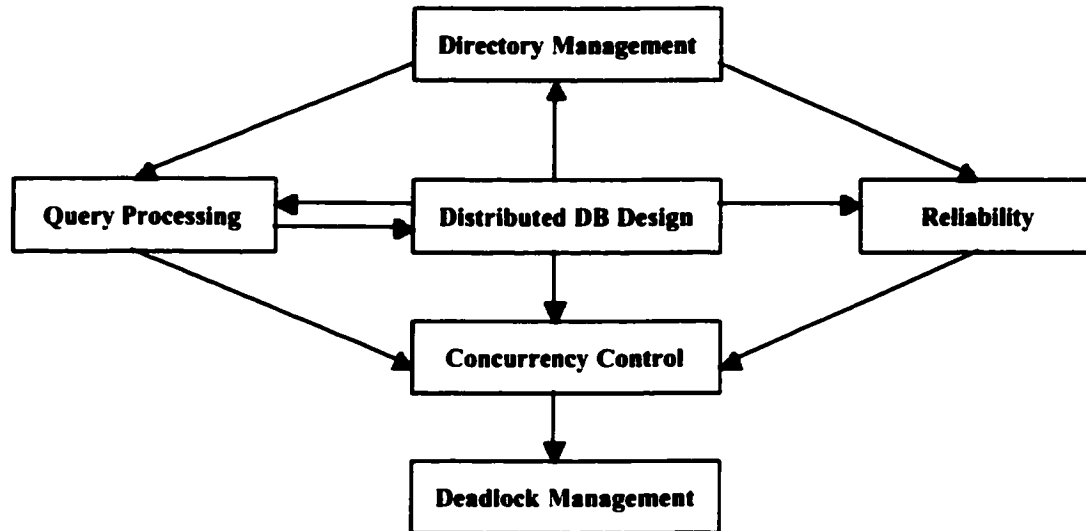 Directory Management
Query Processing
Distributed DB Design
Reliability
Concurrency Control
Deadlock Management